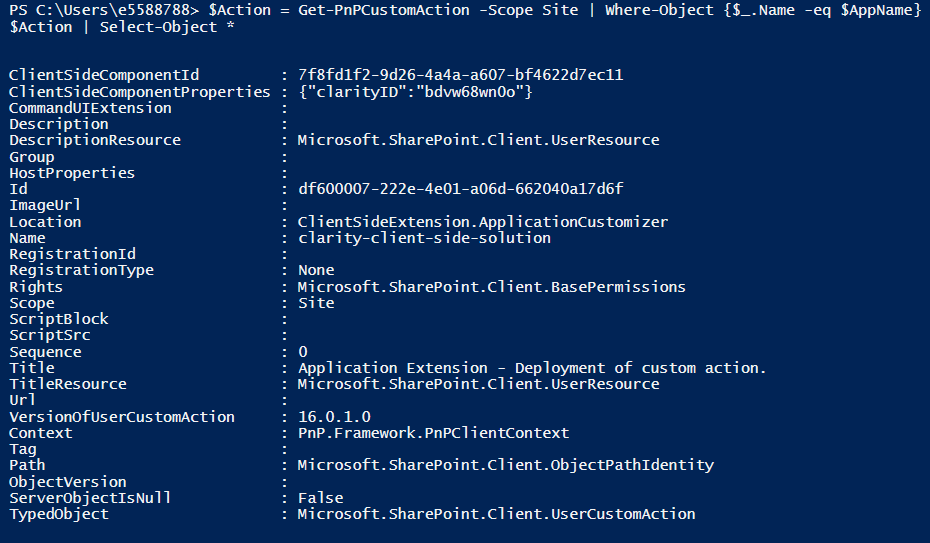 PS C:\Users\e5588788> $Action = Get-PnPCustomAction -Scope Site | Where-Object {$_.Name -eq $AppName}
$Action | Select-Object *
ClientSideComponentId : 7f8fd1f2-9d26-4a4a-a607-bf4622d7ec11
ClientSideComponentProperties : {"clarityID":"bdvw68wn0o"}
CommandUIExtension :
Description :
DescriptionResource : Microsoft.SharePoint.Client.UserResource
Group :
HostProperties :
Id : df600007-222e-4e01-a06d-662040a17d6f
ImageUrl :
Location : ClientSideExtension.ApplicationCustomizer
Name : clarity-client-side-solution
RegistrationId :
RegistrationType : None
Rights : Microsoft.SharePoint.Client.BasePermissions
Scope : Site
ScriptBlock :
ScriptSrc :
Sequence : 0
Title : Application Extension - Deployment of custom action.
TitleResource : Microsoft.SharePoint.Client.UserResource
Url :
VersionOfUserCustomAction : 16.0.1.0
Context : PnP.Framework.PnPClientContext
Tag :
Path : Microsoft.SharePoint.Client.ObjectPathIdentity
ObjectVersion :
ServerObjectIsNull : False
TypedObject : Microsoft.SharePoint.Client.UserCustomAction